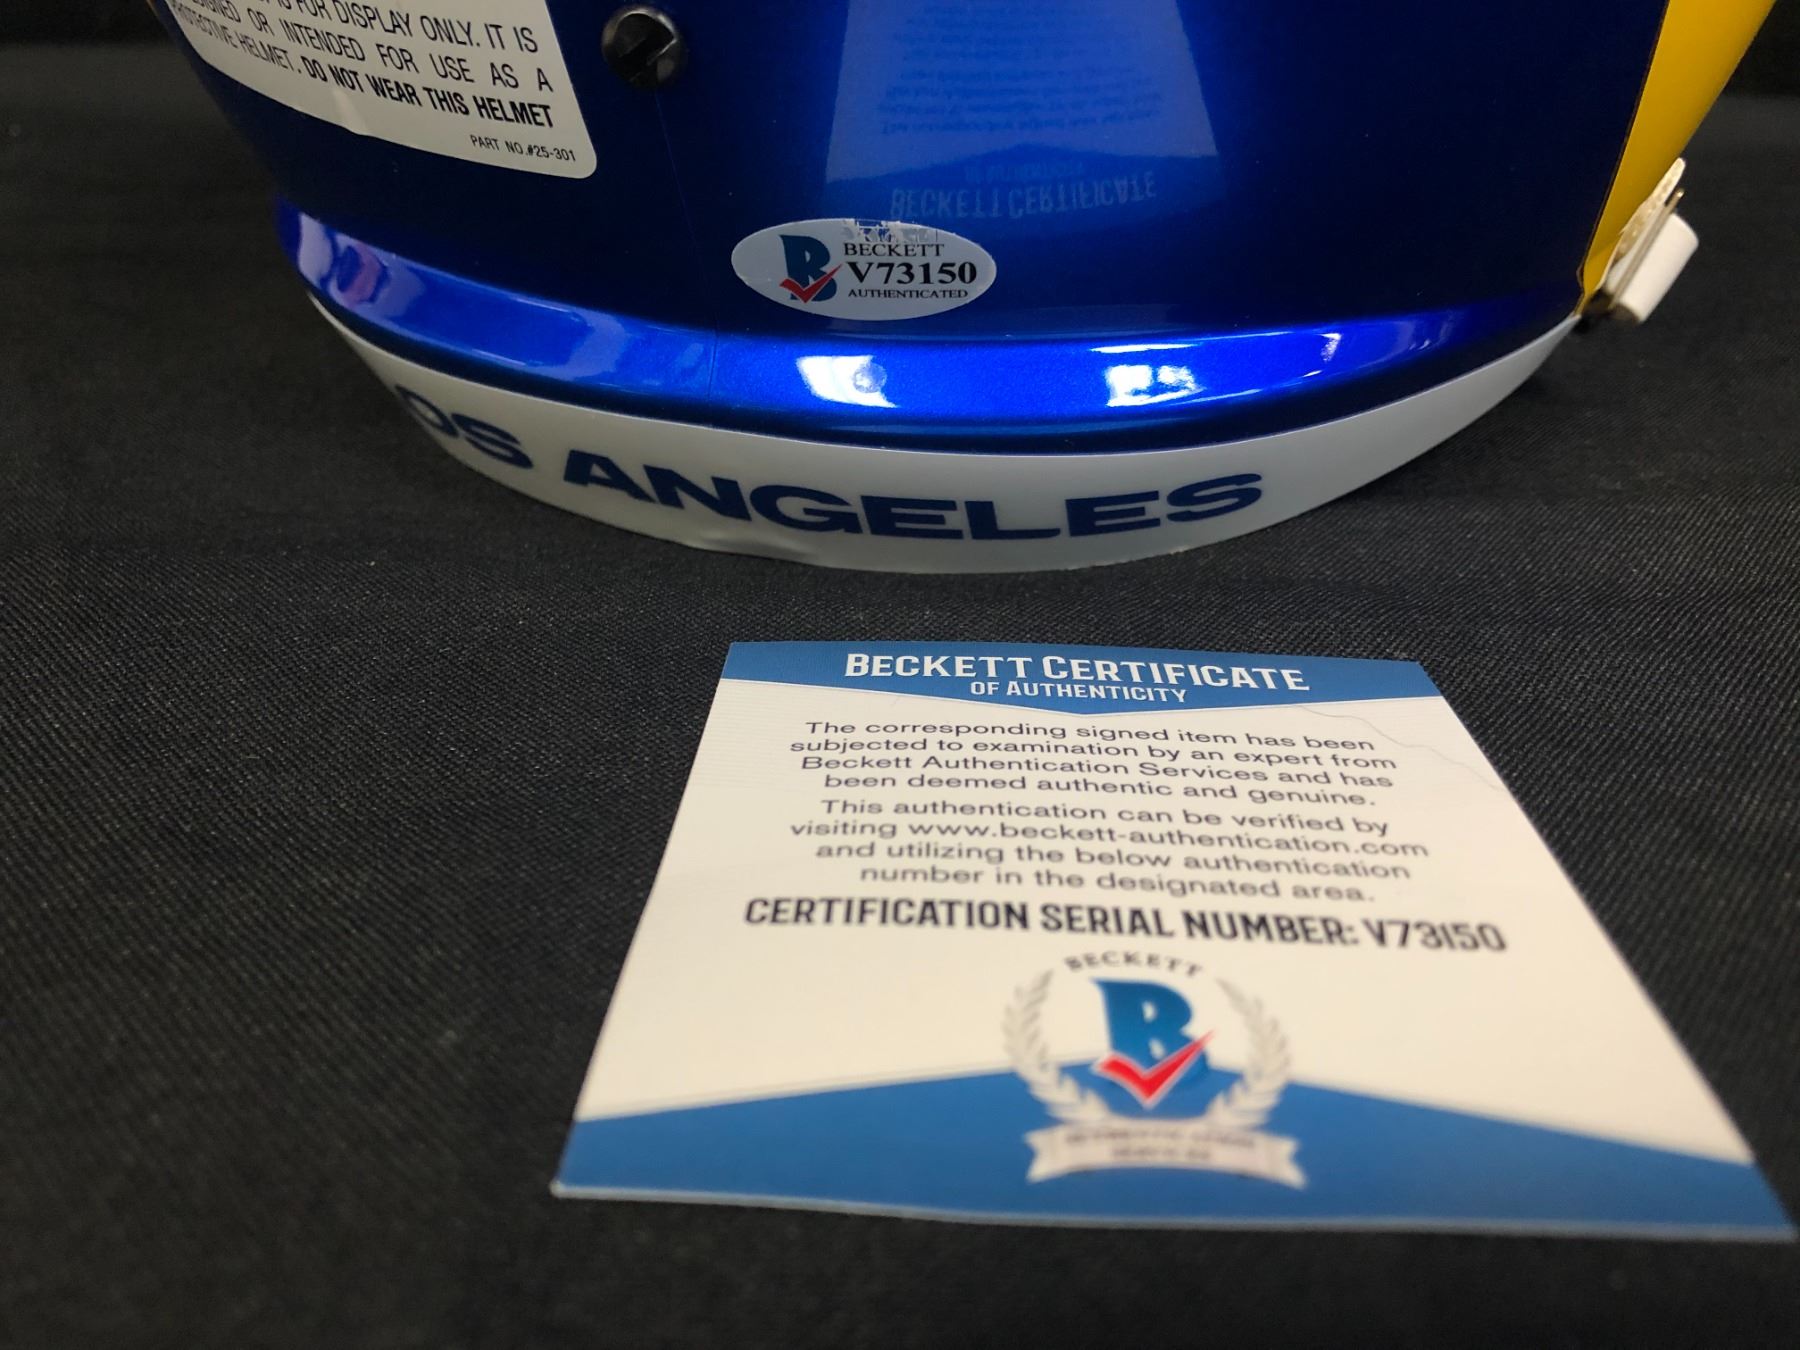 IS FOR DISPLAY ONLY. IT IS
OR INTENDED FOR USE AS A
HELMET. DO NOT WEAR THIS HELMET
PART NO.#25-301
BECKETT CERTIFICATE
BECKETT
V73150
AUTHENTICATED
OS ANGELES
BECKETT CERTIFICATE
OF AUTHENTICITY
The corresponding signed item has been
subjected to examination by an expert from
Beckett Authentication Services and has
been deemed authentic and genuine.
This authentication can be verified by
visiting www.beckett-authentication.com
and utilizing the below authentication
number in the designated area.
CERTIFICATION SERIAL NUMBER: V73150
BECKETT
B